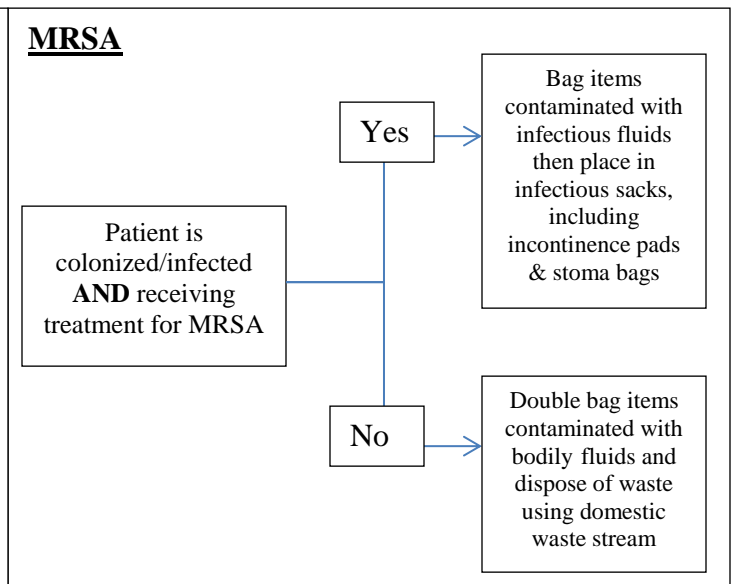 MRSA
Yes
Bag items
contaminated with
infectious fluids
then place in
infectious sacks,
including
incontinence pads
& stoma bags
Patient is
colonized/infected
AND receiving
treatment for MRSA
No
Double bag items
contaminated with
bodily fluids and
dispose of waste
using domestic
waste stream